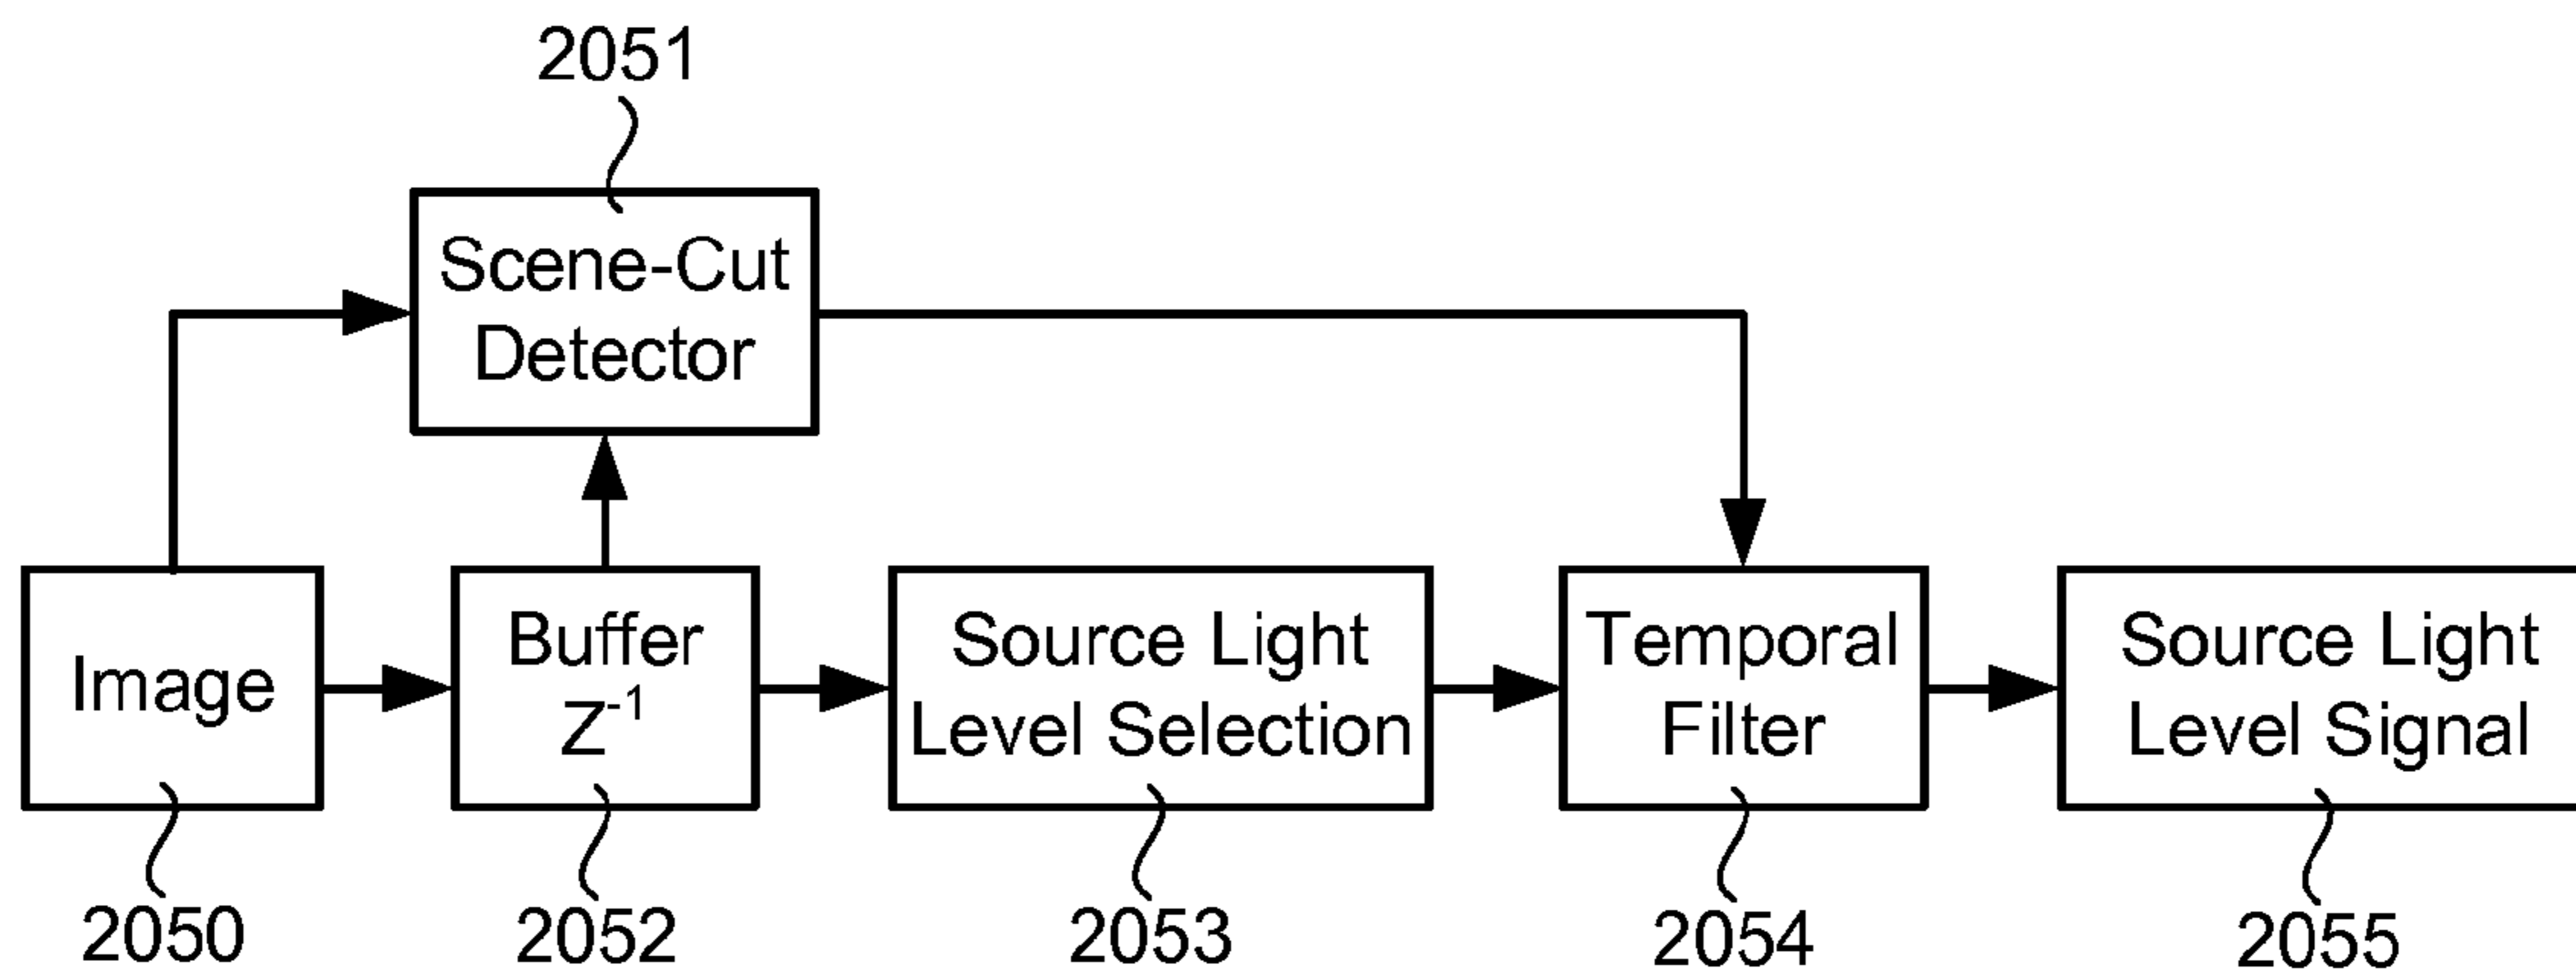 2051
Scene-Cut
Detector
Image
Buffer
Z⁻¹
Source Light
Level Selection
Temporal
Filter
Source Light
Level Signal
2050
2052
2053
2054
2055